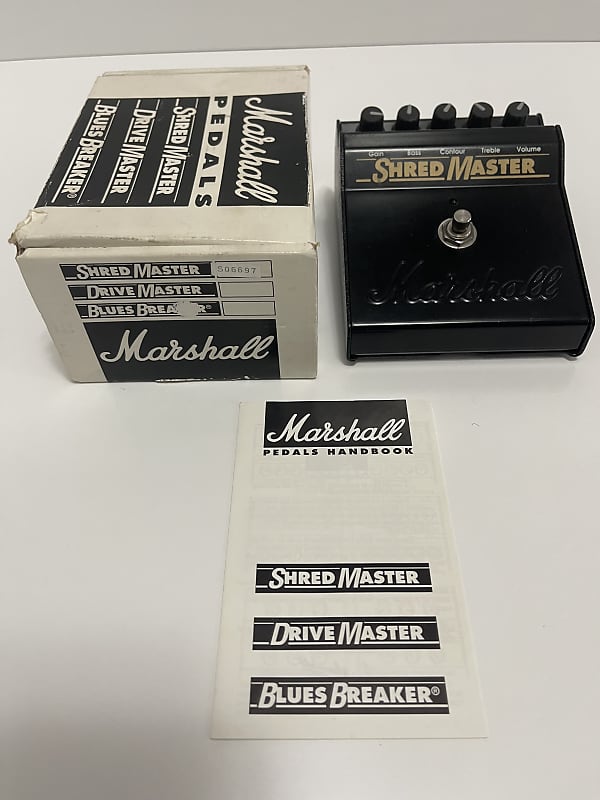 Marshall
PEDALS
SHRED MASTER
DRIVE MASTER
BLUES BREAKER®
SHRED MASTER S06697
DRIVE MASTER
BLUES BREAKER®
Marshall
Gain Bass Contour Treble Volume
SHRED MASTER
Marshall
Marshall
PEDALS HANDBOOK
SHRED MASTER
DRIVE MASTER
BLUES BREAKER®